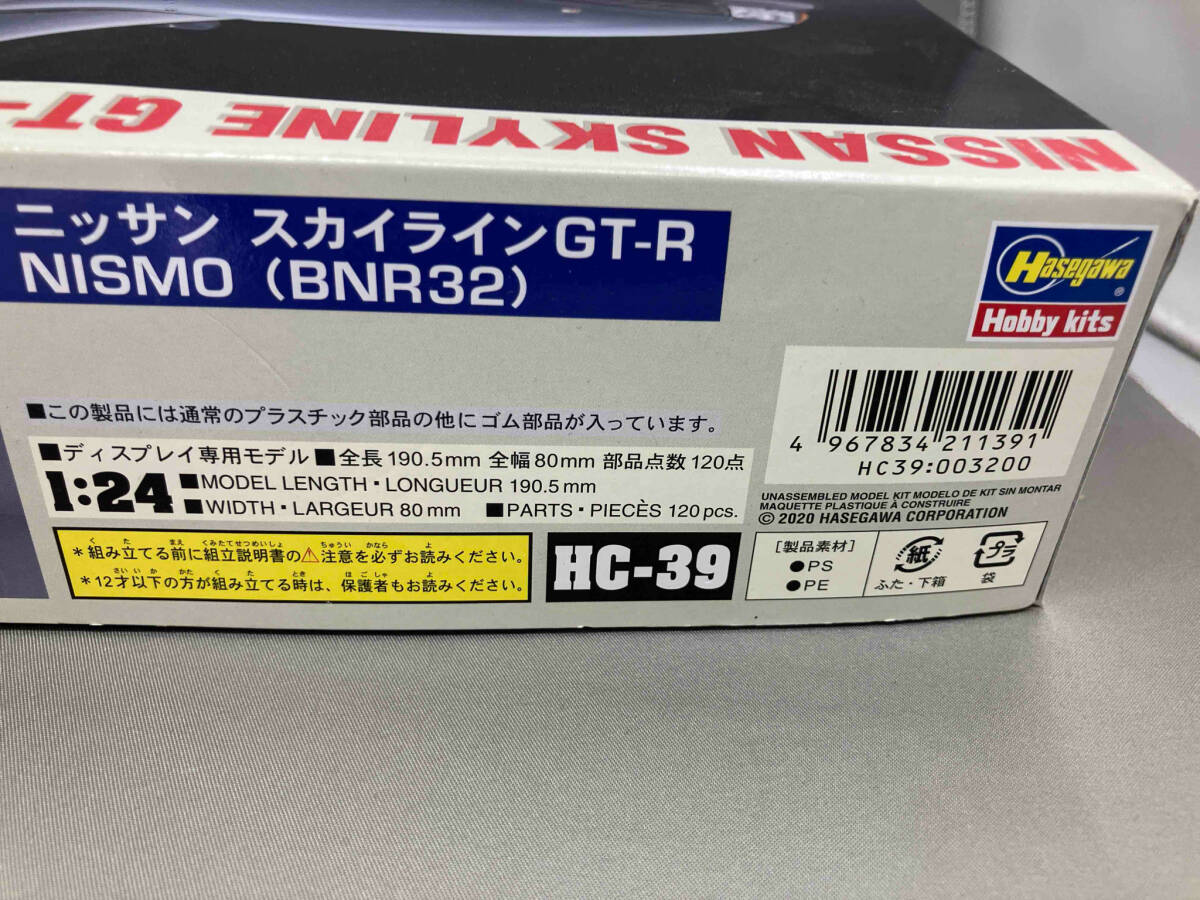 NISSAN SKYLINE GT-
ニッサン スカイラインGT-R
NISMO (BNR32)
Hasegawa
®
Hobby kits
■この製品には通常のプラスチック部品の他にゴム部品が入っています。
■ディスプレイ専用モデル ■全長190.5mm 全幅80mm 部品点数120点
1:24
■MODEL LENGTH・LONGUEUR 190.5mm
■WIDTH・LARGEUR 80mm ■PARTS・PIECÈS 120pcs.
*組み立てる前に組立説明書の⚠注意を必ずお読みください。
*12才以下の方が組み立てる時は、保護者もお読みください。
HC-39
4 967834 211391
HC39:003200
UNASSEMBLED MODEL KIT MODELO DE KIT SIN MONTAR
MAQUETTE PLASTIQUE À CONSTRUIRE
© 2020 HASEGAWA CORPORATION
[製品素材]
●PS
●PE
紙
ふた・下箱
プラ
袋